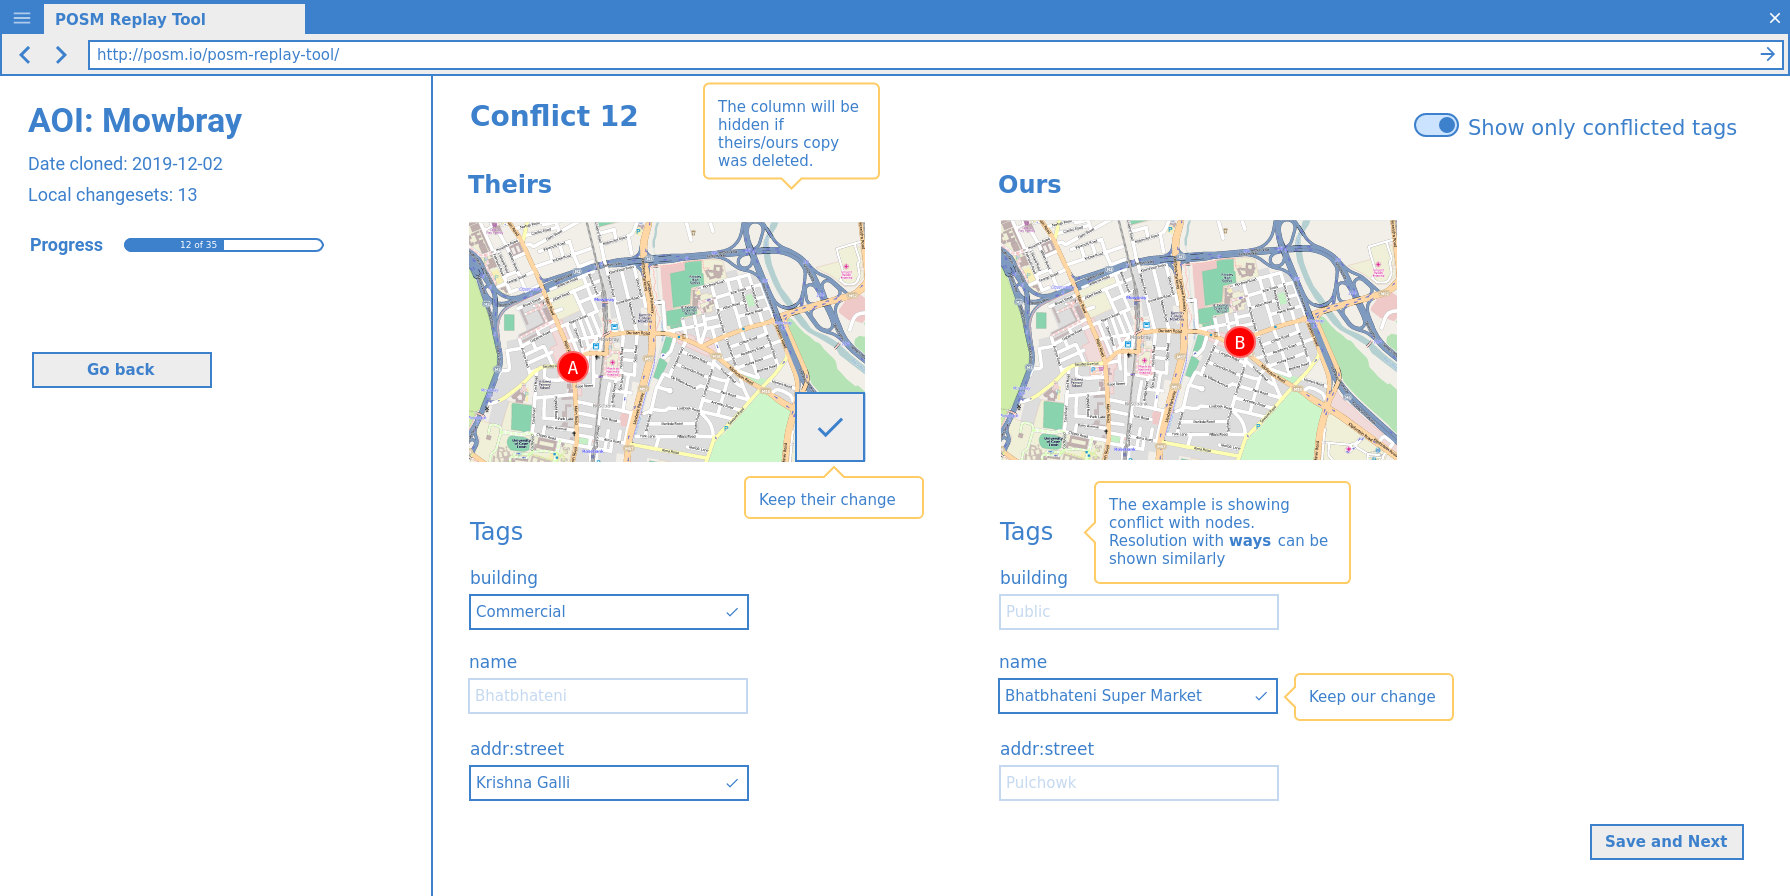 POSM Replay Tool
http://posm.io/posm-replay-tool/
AOI: Mowbray
Date cloned: 2019-12-02
Local changesets: 13
Progress
12 of 35
Go back
Conflict 12
The column will be
hidden if
theirs/ours copy
was deleted.
Show only conflicted tags
Theirs
Ours
A
B
Keep their change
Tags
Tags
The example is showing
conflict with nodes.
Resolution with ways can be
shown similarly
building
Commercial
building
Public
name
Bhatbhateni
name
Bhatbhateni Super Market
Keep our change
addr:street
Krishna Galli
addr:street
Pulchowk
Save and Next